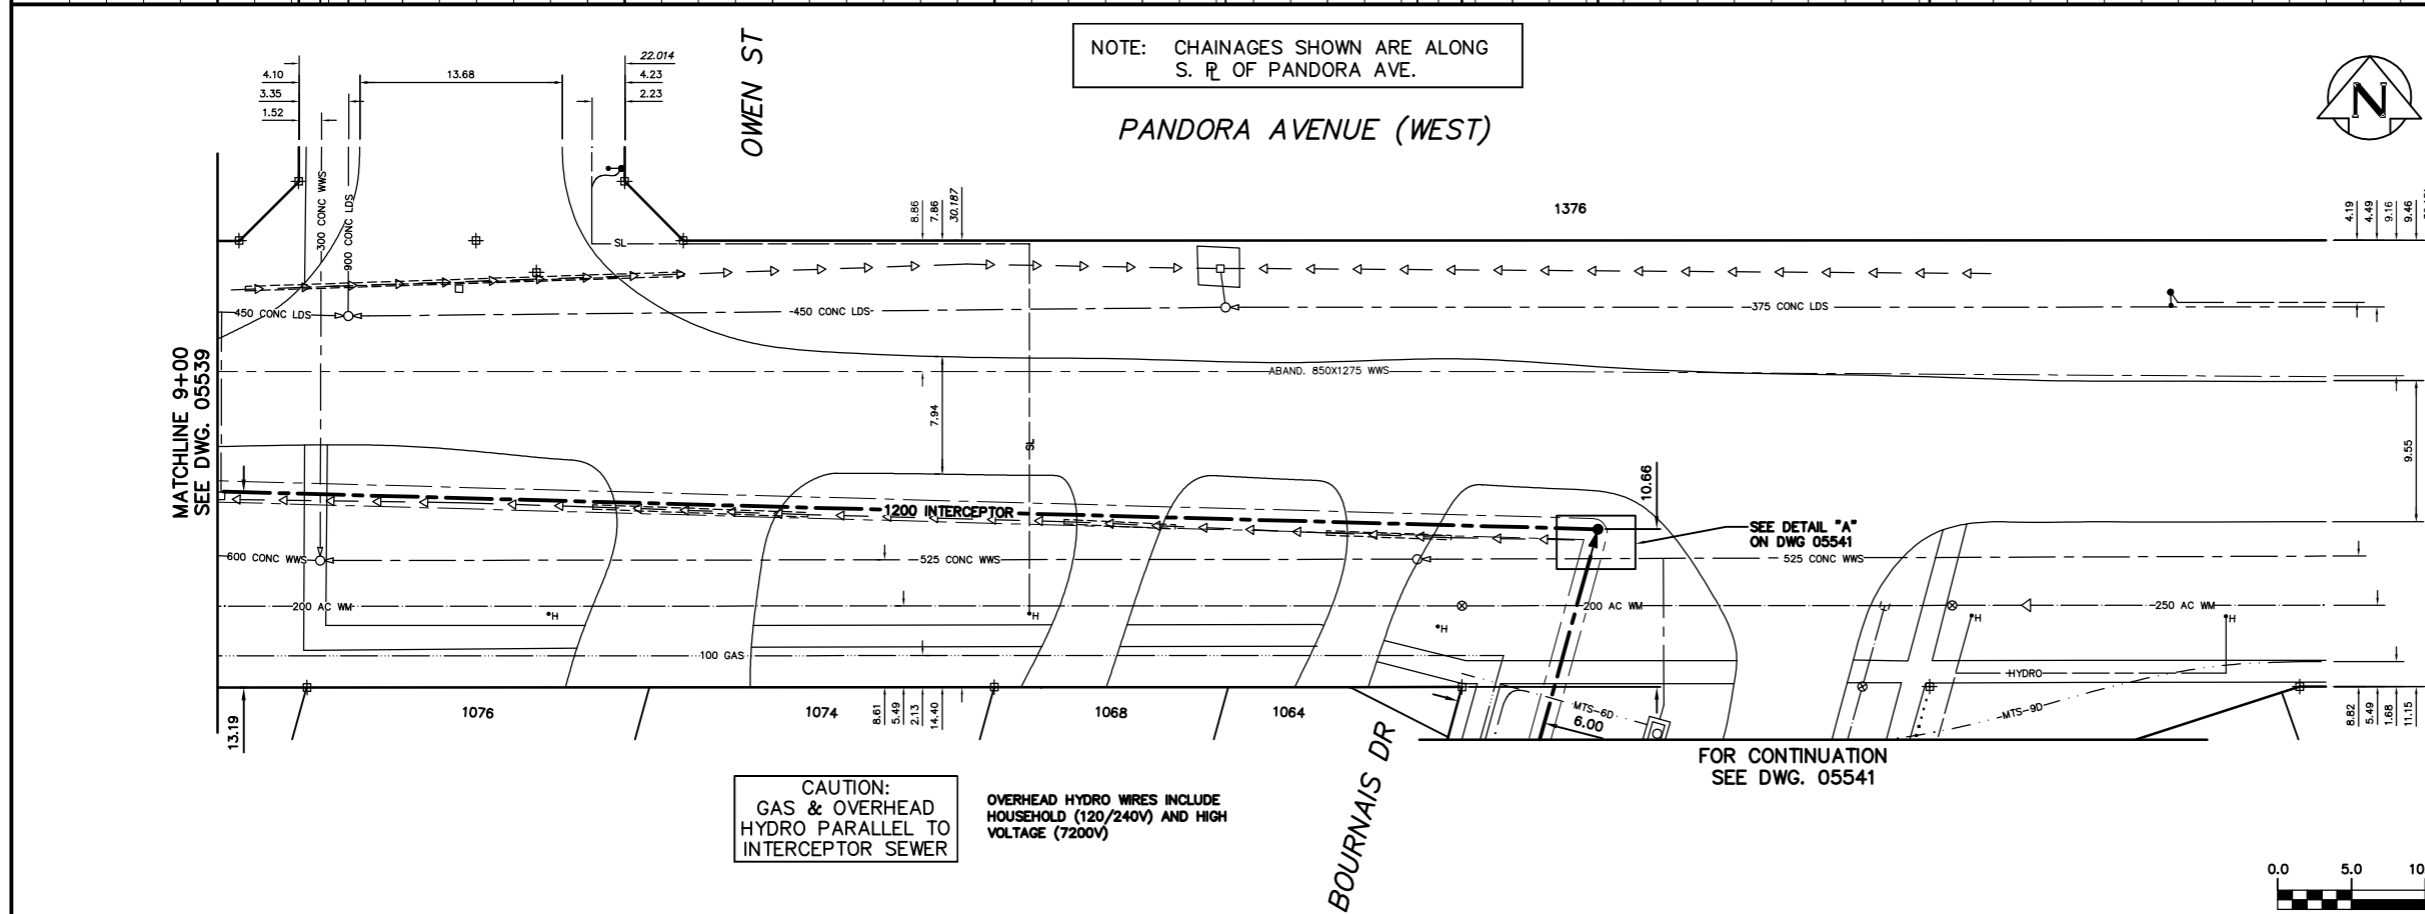 NOTE: CHAINAGES SHOWN ARE ALONG
S. PL OF PANDORA AVE.
PANDORA AVENUE (WEST)
OWEN ST
N
22.014
4.10
13.68
4.23
3.35
2.23
1.52
300 CONC WWS
900 CONC LDS
8.86
7.86
30.187
1376
4.19
4.49
9.16
9.46
SL
450 CONC LDS
450 CONC LDS
375 CONC LDS
MATCHLINE 9+00
SEE DWG. 05539
ABAND. 850X1275 WWS
7.94
SL
9.55
10.66
1200 INTERCEPTOR
SEE DETAIL "A"
ON DWG 05541
600 CONC WWS
525 CONC WWS
525 CONC WWS
200 AC WM
200 AC WM
250 AC WM
H
H
H
H
H
100 GAS
HYDRO
13.19
1076
1074
8.61
5.49
2.13
14.40
1068
1064
MTS-6D
6.00
MTS-9D
8.82
5.49
1.68
11.15
BOURNAIS DR
FOR CONTINUATION
SEE DWG. 05541
CAUTION:
GAS & OVERHEAD
HYDRO PARALLEL TO
INTERCEPTOR SEWER
OVERHEAD HYDRO WIRES INCLUDE
HOUSEHOLD (120/240V) AND HIGH
VOLTAGE (7200V)
0.0 5.0